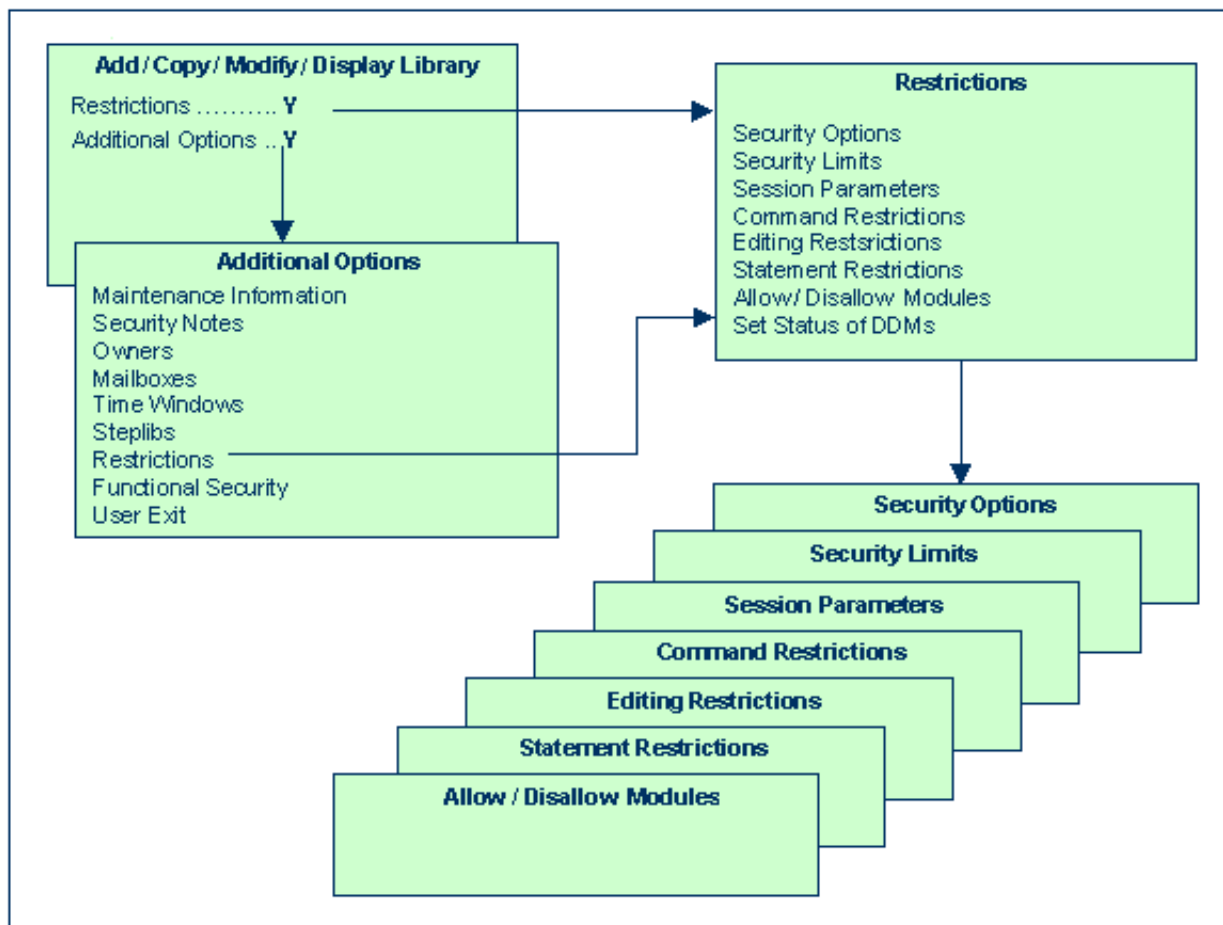 Add / Copy / Modify / Display Library
Restrictions .......... Y
Additional Options .. Y
Additional Options
Maintenance Information
Security Notes
Owners
Mailboxes
Time Windows
Steplibs
Restrictions
Functional Security
User Exit
Restrictions
Security Options
Security Limits
Session Parameters
Command Restrictions
Editing Restsrictions
Statement Restrictions
Allow / Disallow Modules
Set Status of DDMs
Security Options
Security Limits
Session Parameters
Command Restrictions
Editing Restrictions
Statement Restrictions
Allow / Disallow Modules